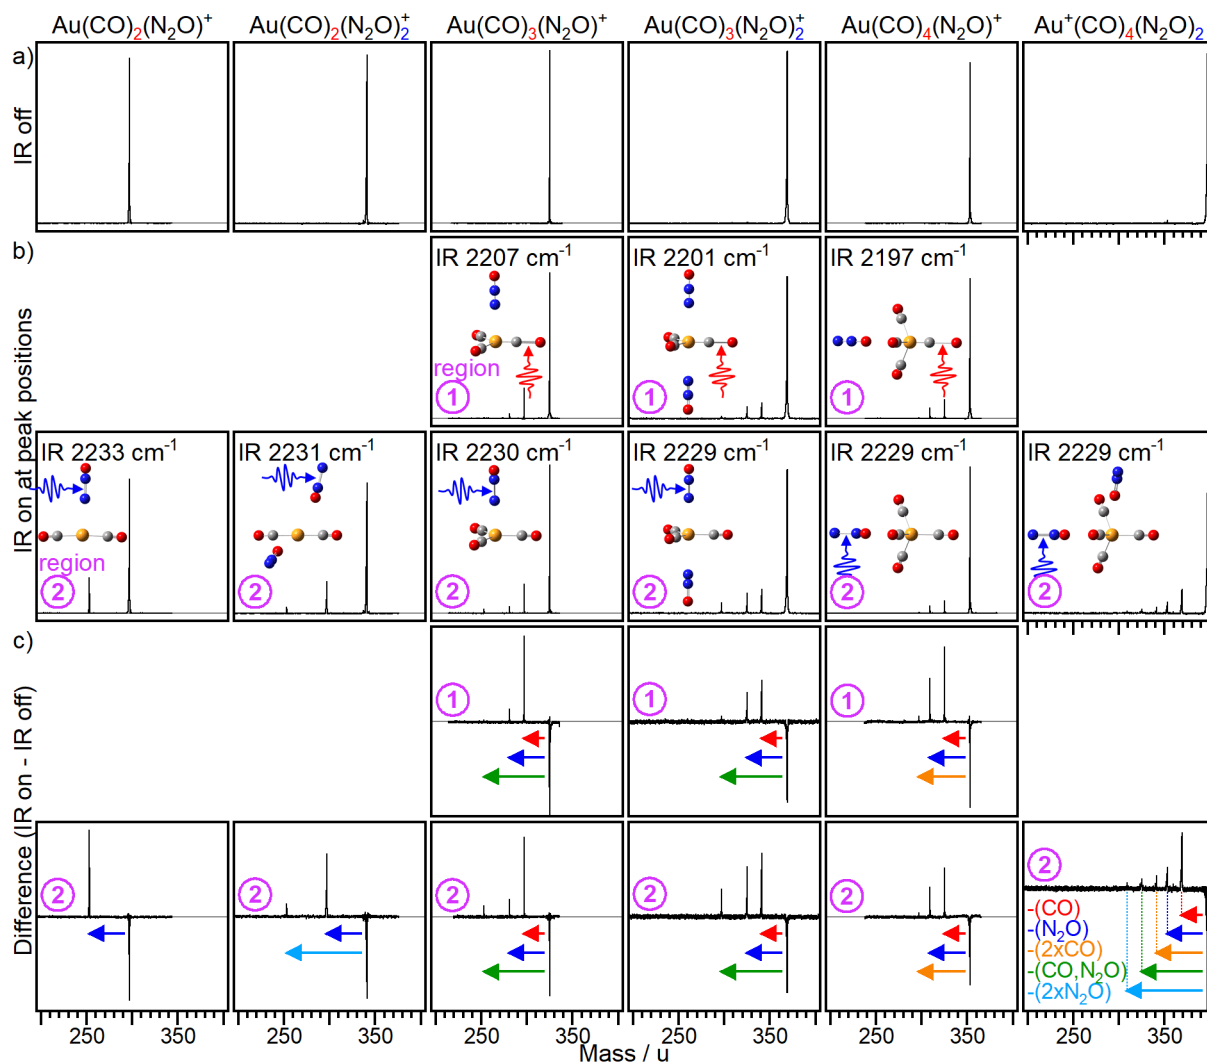 Au(CO)₂(N₂O)⁺ Au(CO)₂(N₂O)₂⁺ Au(CO)₃(N₂O)⁺ Au(CO)₃(N₂O)₂⁺ Au(CO)₄(N₂O)⁺ Au⁺(CO)₄(N₂O)₂
a)
IR off
b)
IR on at peak positions
IR 2207 cm⁻¹ IR 2201 cm⁻¹ IR 2197 cm⁻¹
region
1 1 1
IR 2233 cm⁻¹ IR 2231 cm⁻¹ IR 2230 cm⁻¹ IR 2229 cm⁻¹ IR 2229 cm⁻¹ IR 2229 cm⁻¹
region
2 2 2 2 2 2
c)
Difference (IR on - IR off)
1 1 1
2 2 2 2 2 2
-(CO)
-(N₂O)
-(2xCO)
-(CO,N₂O)
-(2xN₂O)
250 350 250 350 250 350 250 350 250 350 250 350
Mass / u